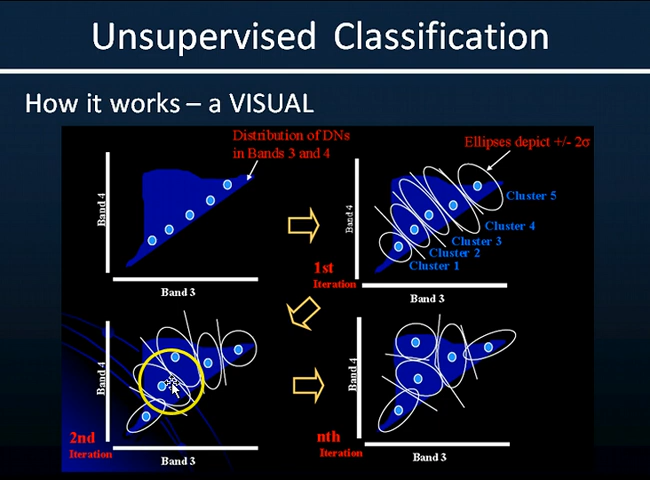 Unsupervised Classification
How it works – a VISUAL
Distribution of DNs
in Bands 3 and 4
Band 4
Band 3
Ellipses depict +/- 2σ
Band 4
Cluster 5
Cluster 4
Cluster 3
Cluster 2
Cluster 1
1st
Iteration
Band 3
Band 4
2nd
Iteration
Band 3
Band 4
nth
Iteration
Band 3